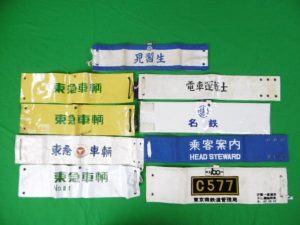 見習生
東急車輌
電車運転士
東急車輌
名鉄
東急 車輌
乗客案内
HEAD STEWARD
東急車輌
C577
東京南鉄道管理局